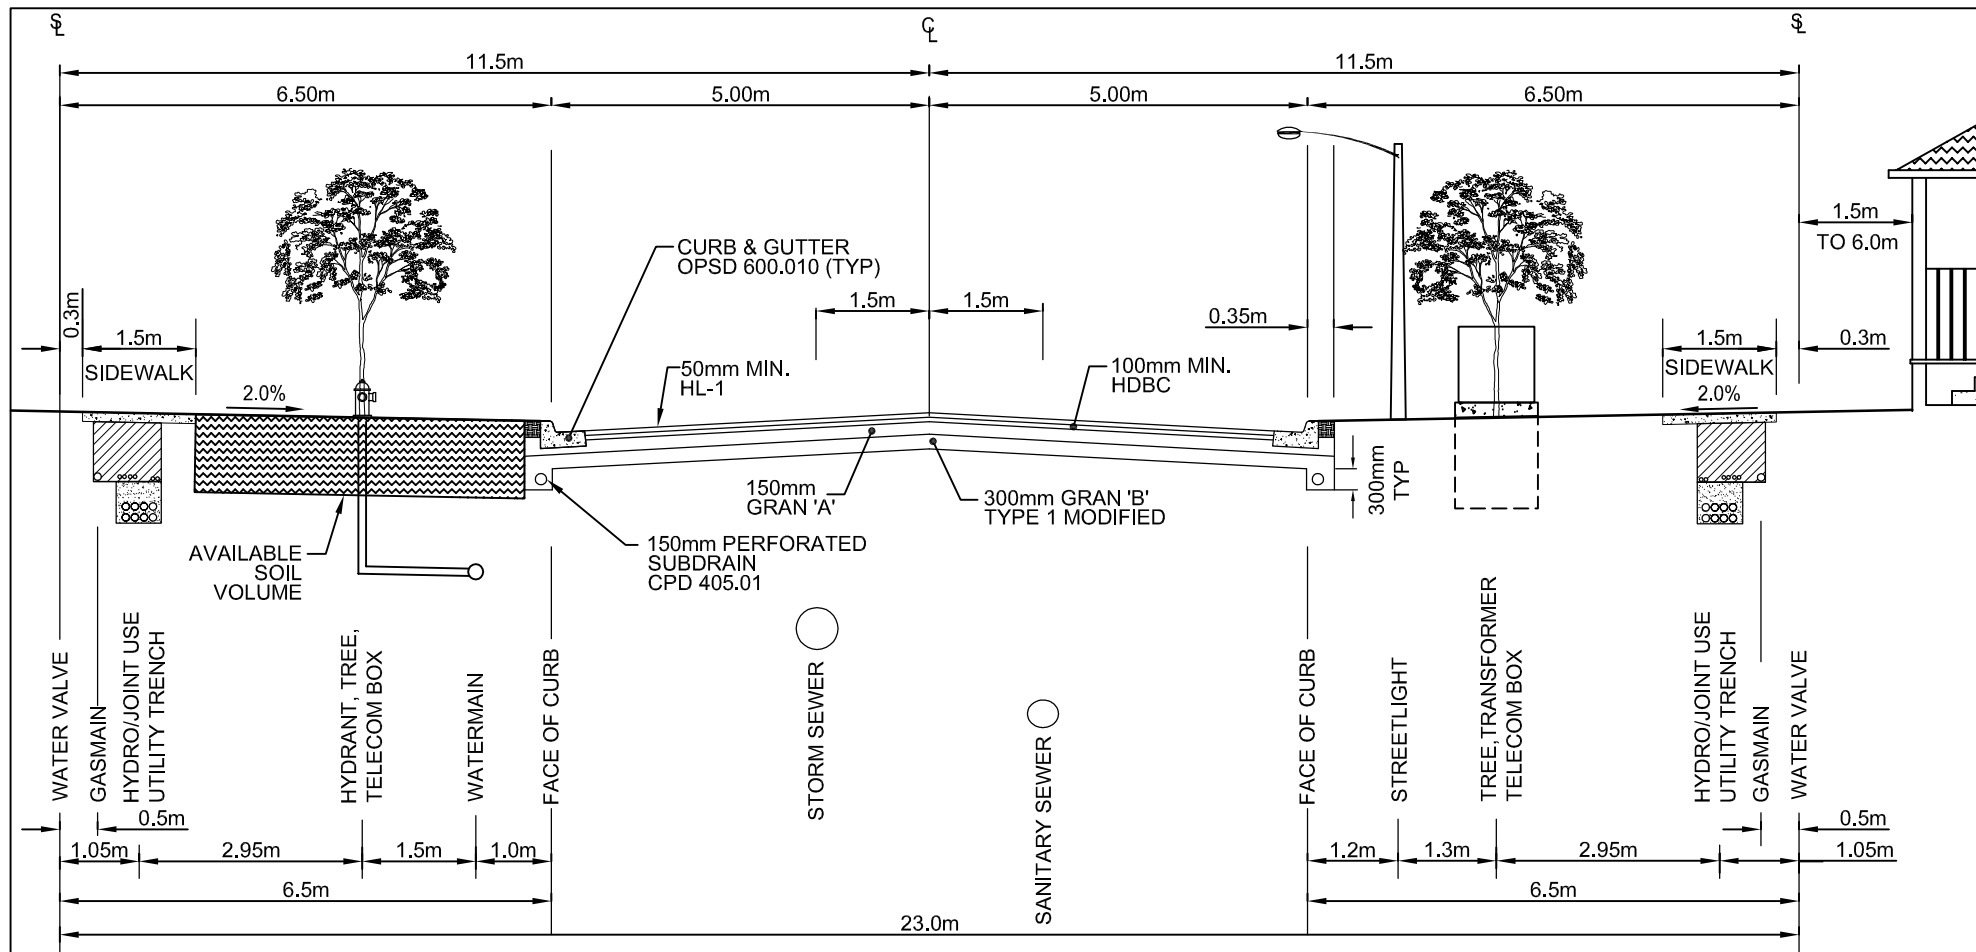 SL
CL
SL
11.5m
11.5m
6.50m
5.00m
5.00m
6.50m
1.5m
TO 6.0m
CURB & GUTTER
OPSD 600.010 (TYP)
0.3m
1.5m
SIDEWALK
1.5m
1.5m
0.35m
1.5m
SIDEWALK
0.3m
2.0%
50mm MIN.
HL-1
100mm MIN.
HDBC
2.0%
150mm
GRAN 'A'
300mm GRAN 'B'
TYPE 1 MODIFIED
300mm
TYP
AVAILABLE
SOIL
VOLUME
150mm PERFORATED
SUBDRAIN
CPD 405.01
WATER VALVE
GASMAIN
HYDRO/JOINT USE
UTILITY TRENCH
HYDRANT, TREE,
TELECOM BOX
WATERMAIN
FACE OF CURB
STORM SEWER
SANITARY SEWER
FACE OF CURB
STREETLIGHT
TREE,TRANSFORMER
TELECOM BOX
HYDRO/JOINT USE
UTILITY TRENCH
GASMAIN
WATER VALVE
0.5m
0.5m
1.05m
2.95m
1.5m
1.0m
1.2m
1.3m
2.95m
1.05m
6.5m
6.5m
23.0m